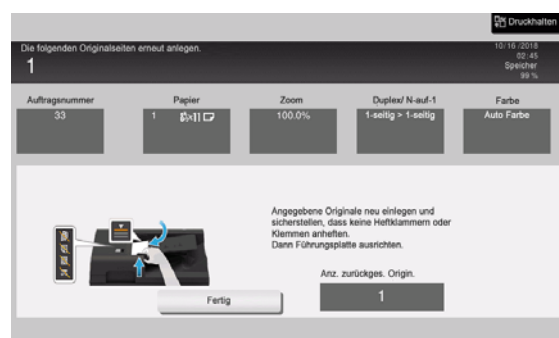 Druckhalten
Die folgenden Originalseiten erneut anlegen.
1
10/16/2018
02:45
Speicher
99 %
Auftragsnummer
33
Papier
1 8½x11
Zoom
100.0%
Duplex/ N-auf-1
1-seitig > 1-seitig
Farbe
Auto Farbe
Angegebene Originale neu einlegen und
sicherstellen, dass keine Heftklammern oder
Klemmen anheften.
Dann Führungsplatte ausrichten.
Anz. zurückges. Origin.
1
Fertig